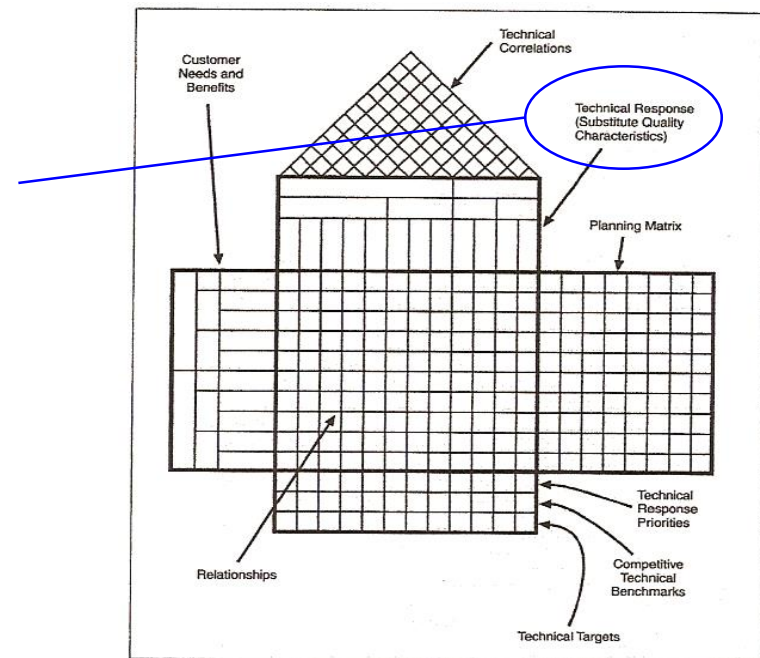 Technical
Correlations
Customer
Needs and
Benefits
Technical Response
(Substitute Quality
Characteristics)
Planning Matrix
Technical
Response
Priorities
Relationships
Competitive
Technical
Benchmarks
Technical Targets